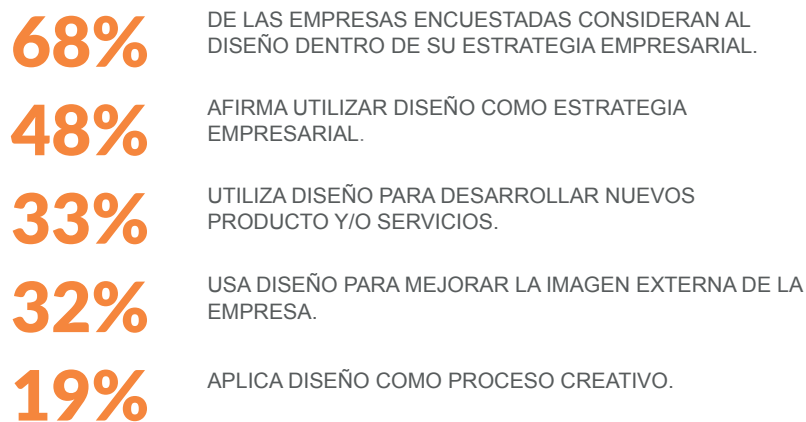 68%
DE LAS EMPRESAS ENCUESTADAS CONSIDERAN AL
DISEÑO DENTRO DE SU ESTRATEGIA EMPRESARIAL.
48%
AFIRMA UTILIZAR DISEÑO COMO ESTRATEGIA
EMPRESARIAL.
33%
UTILIZA DISEÑO PARA DESARROLLAR NUEVOS
PRODUCTO Y/O SERVICIOS.
32%
USA DISEÑO PARA MEJORAR LA IMAGEN EXTERNA DE LA
EMPRESA.
19%
APLICA DISEÑO COMO PROCESO CREATIVO.